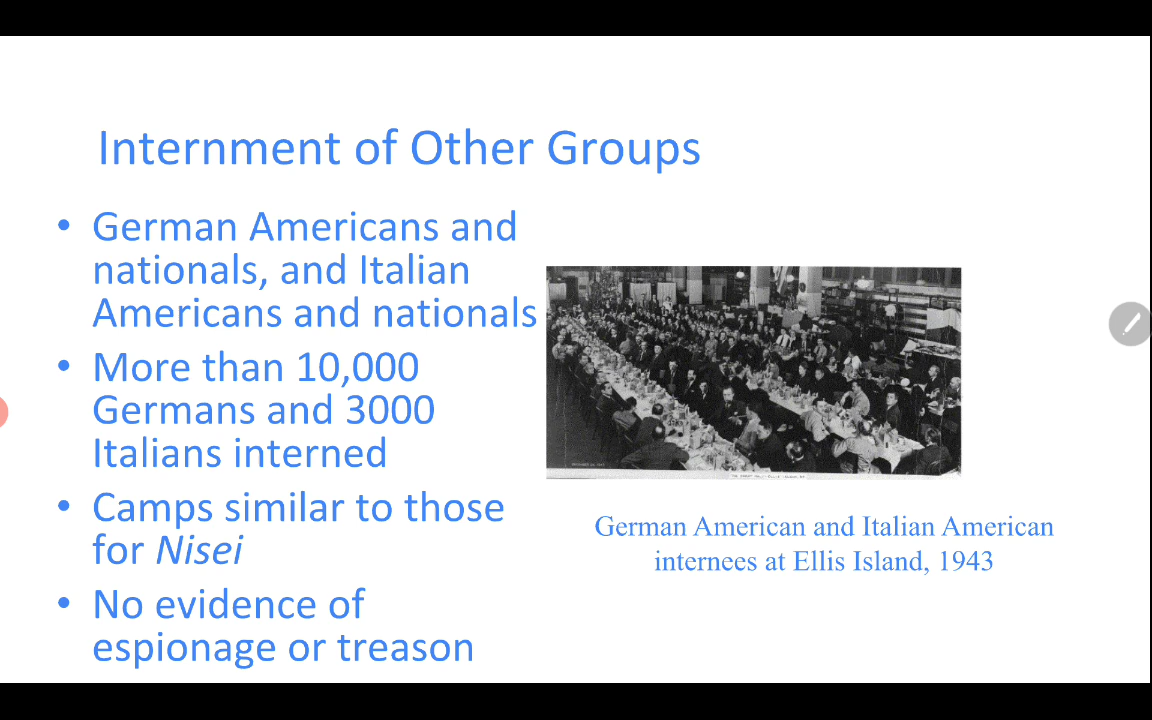 Internment of Other Groups
• German Americans and
nationals, and Italian
Americans and nationals
• More than 10,000
Germans and 3000
Italians interned
• Camps similar to those
for Nisei
• No evidence of
espionage or treason
German American and Italian American
internees at Ellis Island, 1943